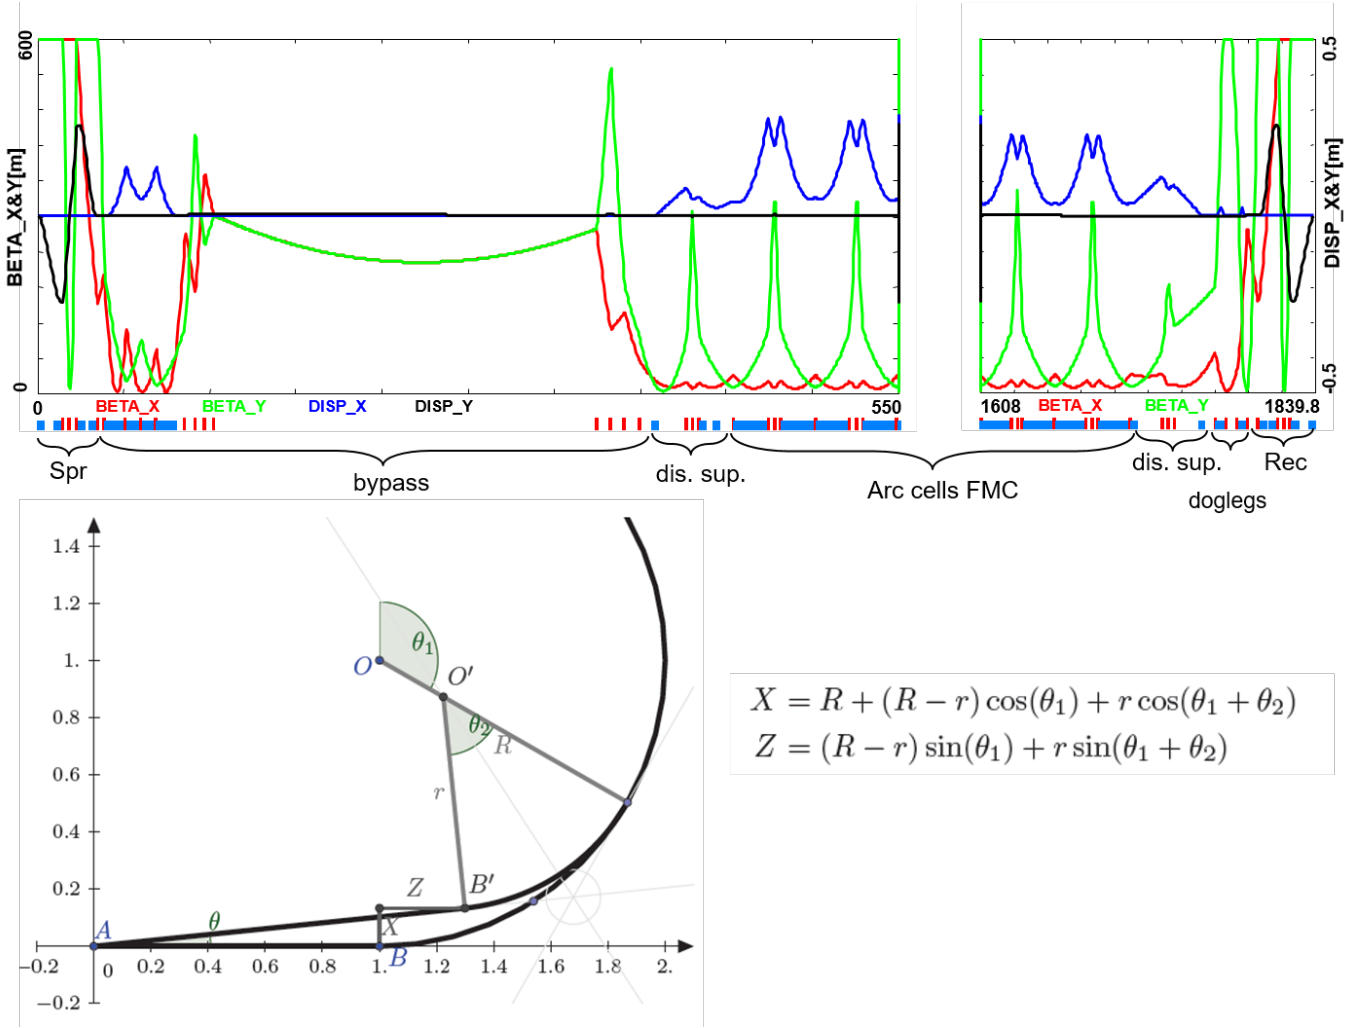 600
BETA_X&Y[m]
0
0.5
DISP_X&Y[m]
-0.5
0 BETA_X BETA_Y DISP_X DISP_Y 550
1608 BETA_X BETA_Y 1839.8
Spr bypass dis. sup. Arc cells FMC dis. sup. doglegs Rec
1.4
1.2
1.
0.8
0.6
0.4
0.2
−0.2
−0.2 0 0.2 0.4 0.6 0.8 1. 1.2 1.4 1.6 1.8 2.
θ₁
O
O′
θ₂
R
r
Z
B′
A
θ
X
B
X = R + (R − r) cos(θ₁) + r cos(θ₁ + θ₂)
Z = (R − r) sin(θ₁) + r sin(θ₁ + θ₂)